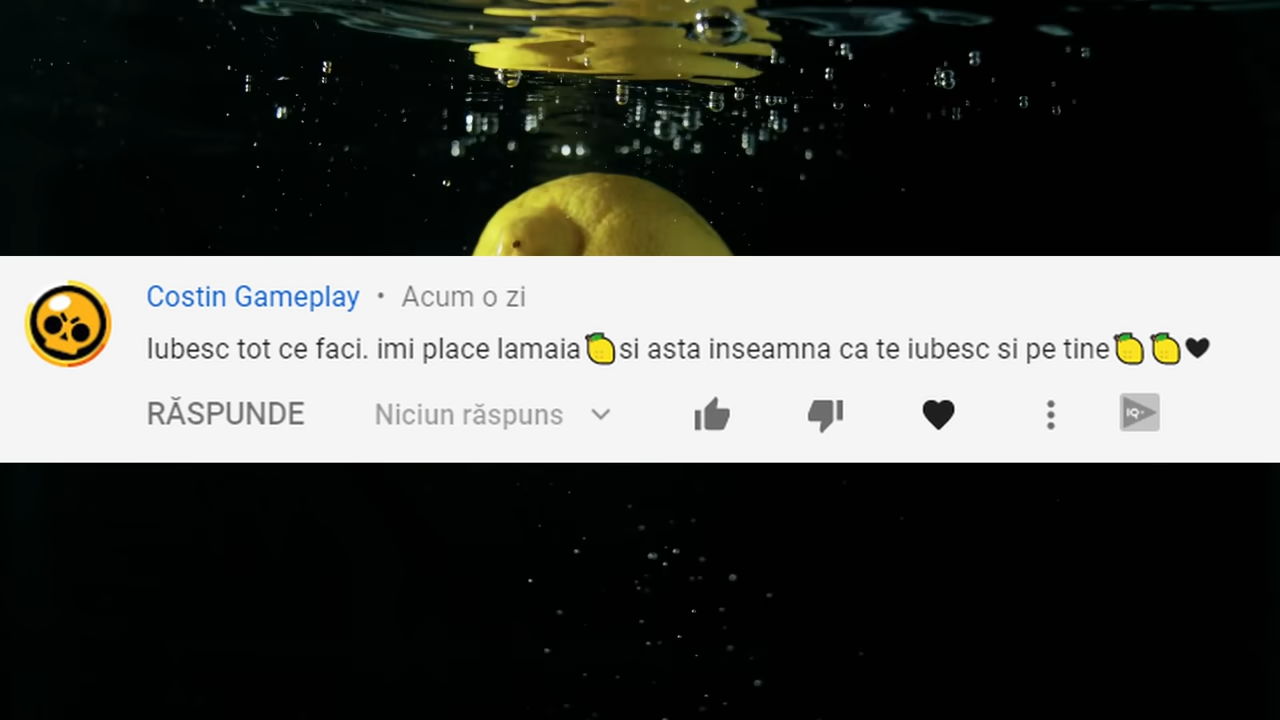 Costin Gameplay • Acum o zi
Iubesc tot ce faci. imi place lamaia🍋si asta inseamna ca te iubesc si pe tine🍋🍋🖤
RĂSPUNDE Niciun răspuns
IQ